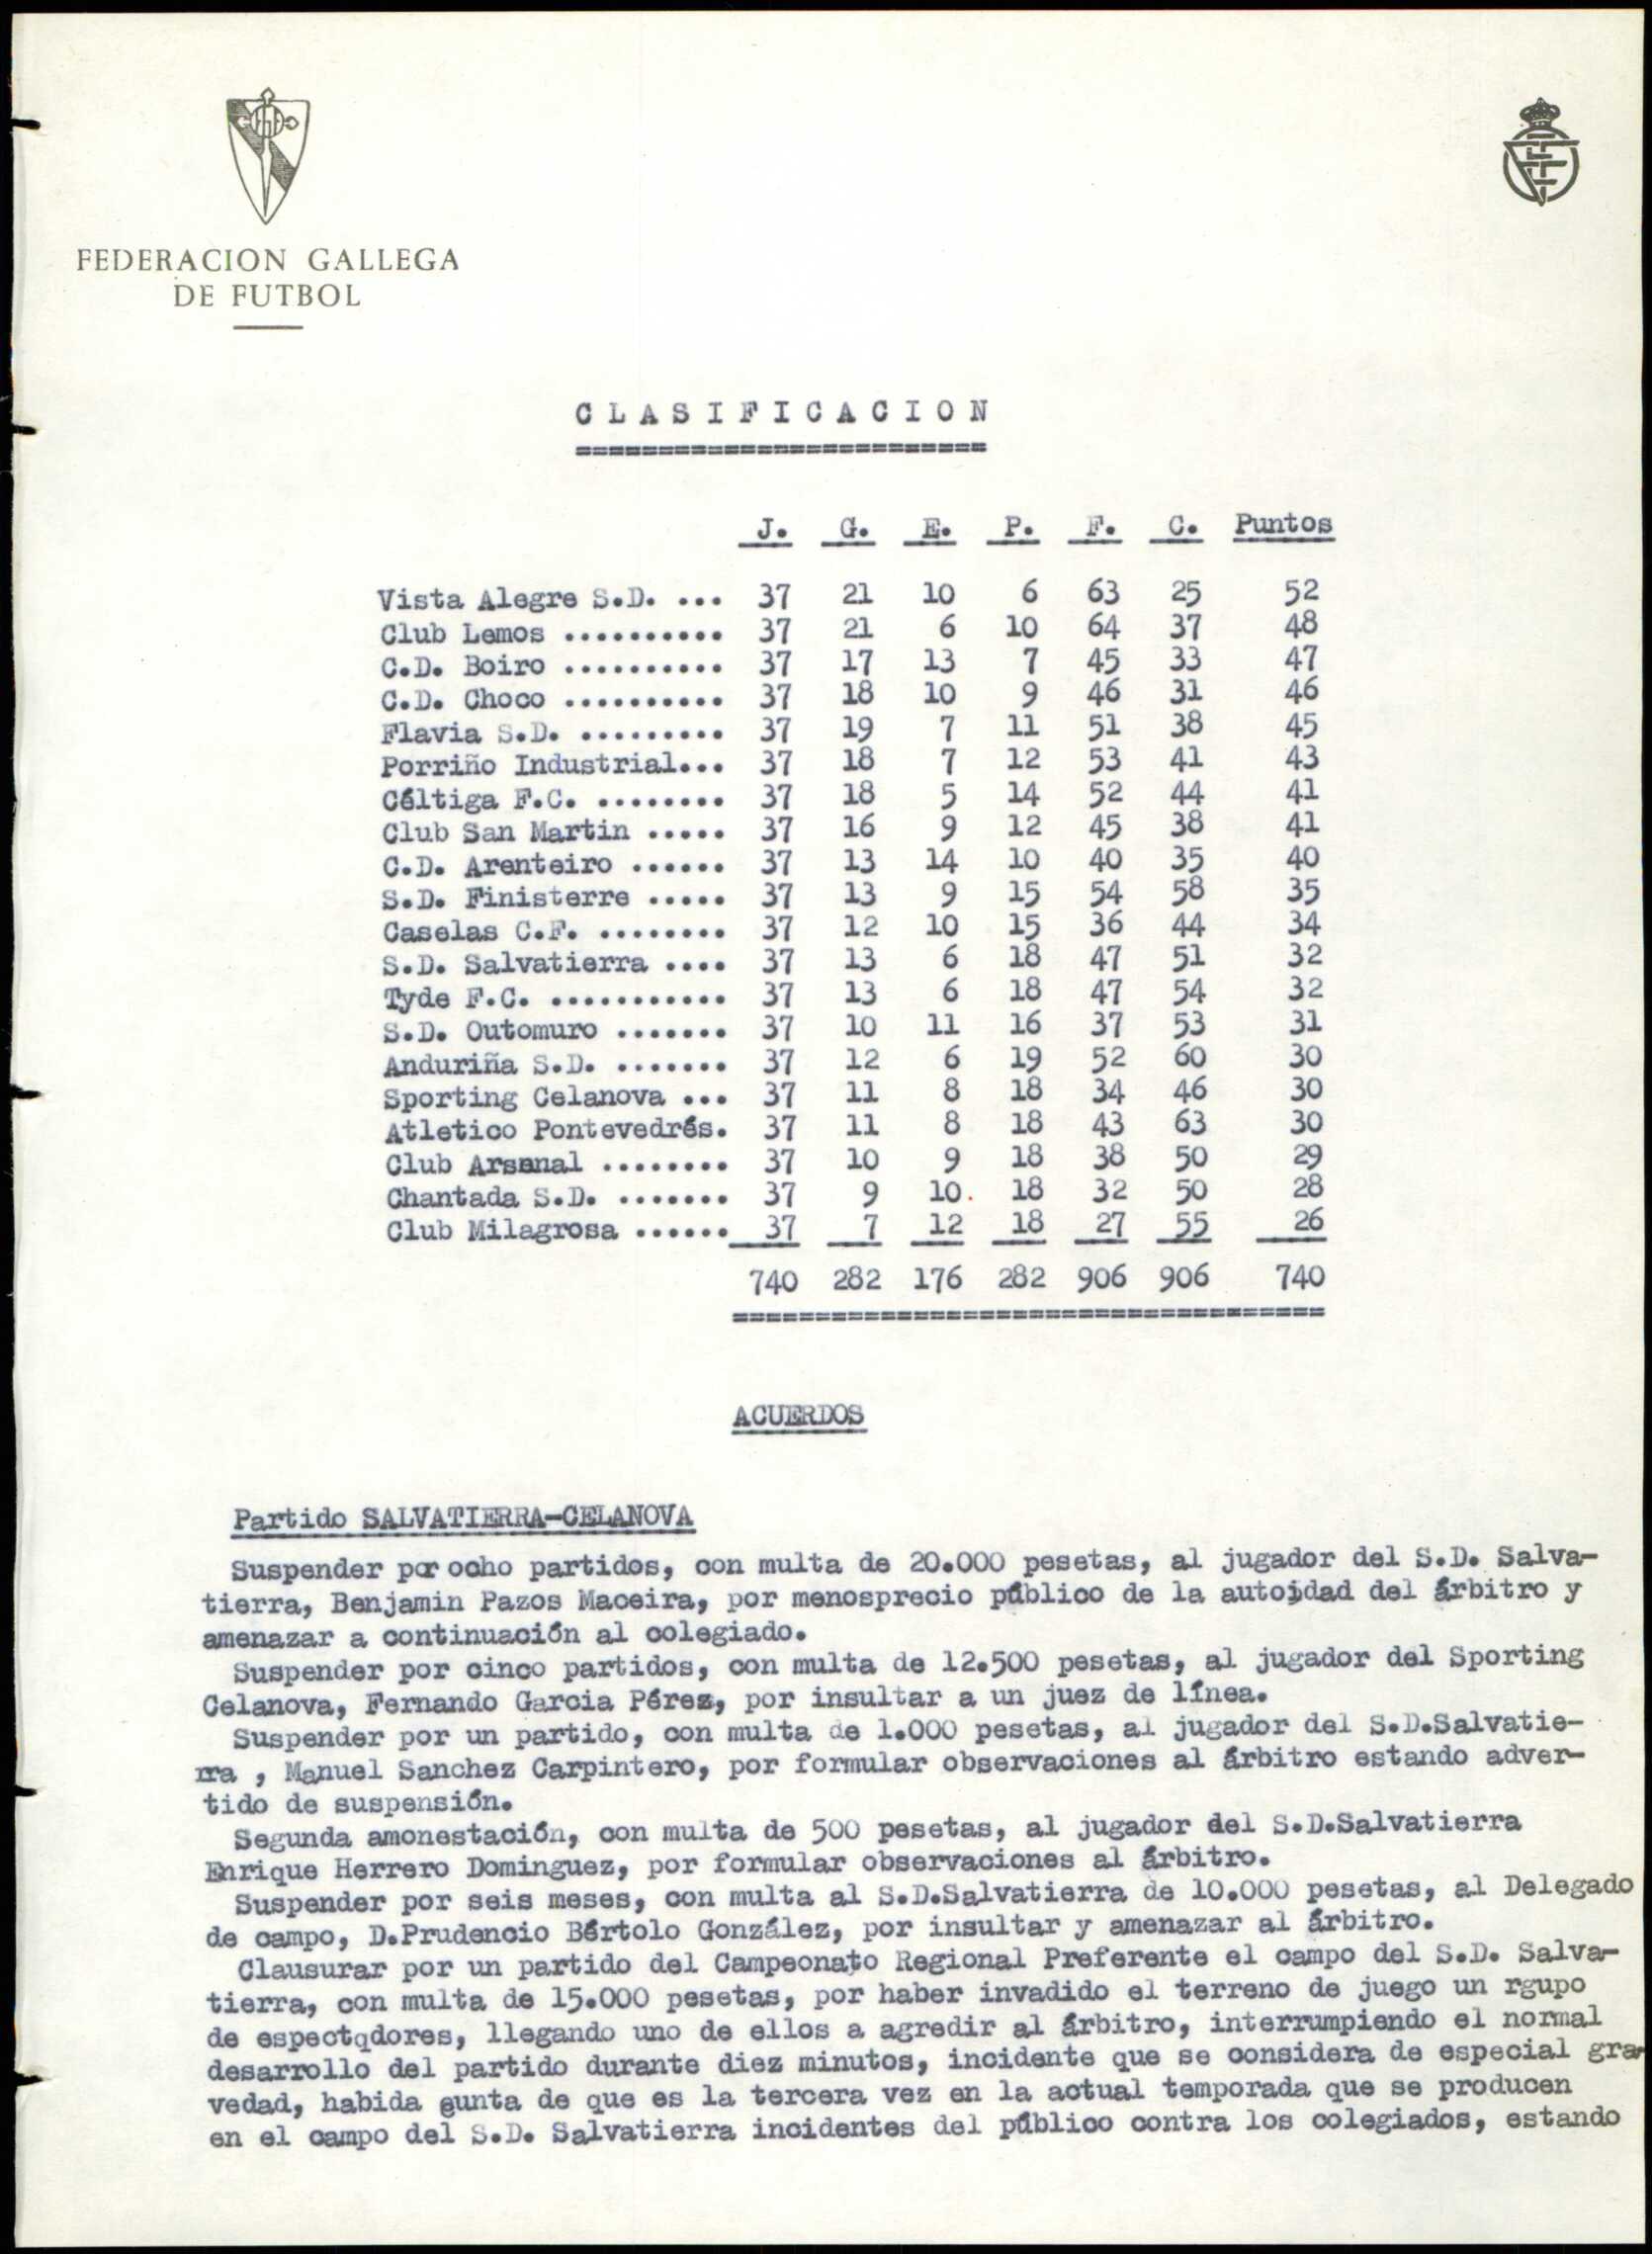 FEDERACION GALLEGA
DE FUTBOL
C L A S I F I C A C I O N
=========================
J. G. E. P. F. C. Puntos
Vista Alegre S.D. ... 37 21 10 6 63 25 52
Club Lemos .......... 37 21 6 10 64 37 48
C.D. Boiro .......... 37 17 13 7 45 33 47
C.D. Choco .......... 37 18 10 9 46 31 46
Flavia S.D. ......... 37 19 7 11 51 38 45
Porriño Industrial... 37 18 7 12 53 41 43
Céltiga F.C. ........ 37 18 5 14 52 44 41
Club San Martin ..... 37 16 9 12 45 38 41
C.D. Arenteiro ...... 37 13 14 10 40 35 40
S.D. Finisterre ..... 37 13 9 15 54 58 35
Caselas C.F. ........ 37 12 10 15 36 44 34
S.D. Salvatierra .... 37 13 6 18 47 51 32
Tyde F.C. ........... 37 13 6 18 47 54 32
S.D. Outomuro ....... 37 10 11 16 37 53 31
Anduriña S.D. ....... 37 12 6 19 52 60 30
Sporting Celanova ... 37 11 8 18 34 46 30
Atletico Pontevedrés. 37 11 8 18 43 63 30
Club Arsenal ........ 37 10 9 18 38 50 29
Chantada S.D. ....... 37 9 10. 18 32 50 28
Club Milagrosa ...... 37 7 12 18 27 55 26
740 282 176 282 906 906 740
====================================
ACUERDOS
Partido SALVATIERRA-CELANOVA
Suspender por ocho partidos, con multa de 20.000 pesetas, al jugador del S.D. Salva-
tierra, Benjamin Pazos Maceira, por menosprecio público de la autoidad del árbitro y
amenazar a continuación al colegiado.
Suspender por cinco partidos, con multa de 12.500 pesetas, al jugador del Sporting
Celanova, Fernando Garcia Pérez, por insultar a un juez de línea.
Suspender por un partido, con multa de 1.000 pesetas, al jugador del S.D.Salvatie-
rra , Manuel Sanchez Carpintero, por formular observaciones al árbitro estando adver-
tido de suspensión.
Segunda amonestación, con multa de 500 pesetas, al jugador del S.D.Salvatierra
Enrique Herrero Dominguez, por formular observaciones al árbitro.
Suspender por seis meses, con multa al S.D.Salvatierra de 10.000 pesetas, al Delegado
de campo, D.Prudencio Bértolo González, por insultar y amenazar al árbitro.
Clausurar por un partido del Campeonato Regional Preferente el campo del S.D. Salva-
tierra, con multa de 15.000 pesetas, por haber invadido el terreno de juego un rgupo
de espectqdores, llegando uno de ellos a agredir al árbitro, interrumpiendo el normal
desarrollo del partido durante diez minutos, incidente que se considera de especial gra-
vedad, habida cunta de que es la tercera vez en la actual temporada que se producen
en el campo del S.D. Salvatierra incidentes del público contra los colegiados, estando